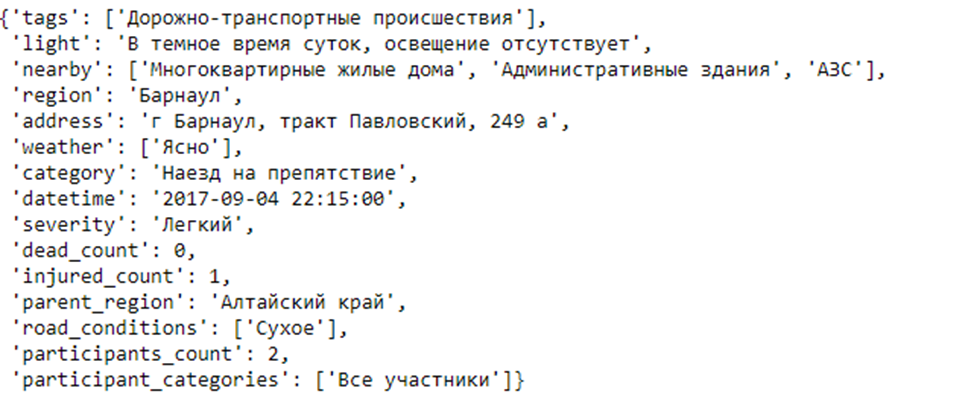 {'tags': ['Дорожно-транспортные происшествия'],
'light': 'В темное время суток, освещение отсутствует',
'nearby': ['Многоквартирные жилые дома', 'Административные здания', 'АЗС'],
'region': 'Барнаул',
'address': 'г Барнаул, тракт Павловский, 249 а',
'weather': ['Ясно'],
'category': 'Наезд на препятствие',
'datetime': '2017-09-04 22:15:00',
'severity': 'Легкий',
'dead_count': 0,
'injured_count': 1,
'parent_region': 'Алтайский край',
'road_conditions': ['Сухое'],
'participants_count': 2,
'participant_categories': ['Все участники']}